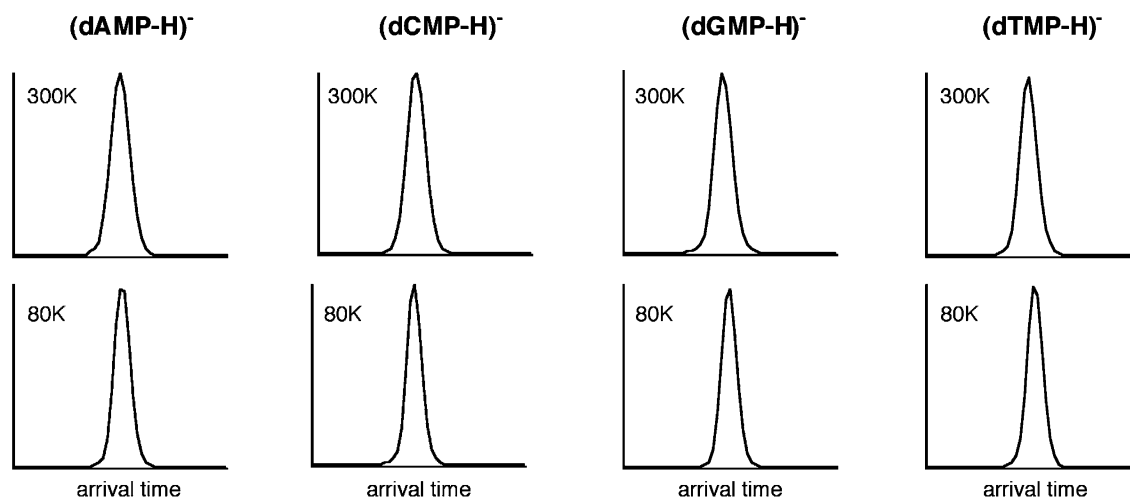 (dAMP-H)⁻ (dCMP-H)⁻ (dGMP-H)⁻ (dTMP-H)⁻
300K 300K 300K 300K
80K 80K 80K 80K
arrival time arrival time arrival time arrival time